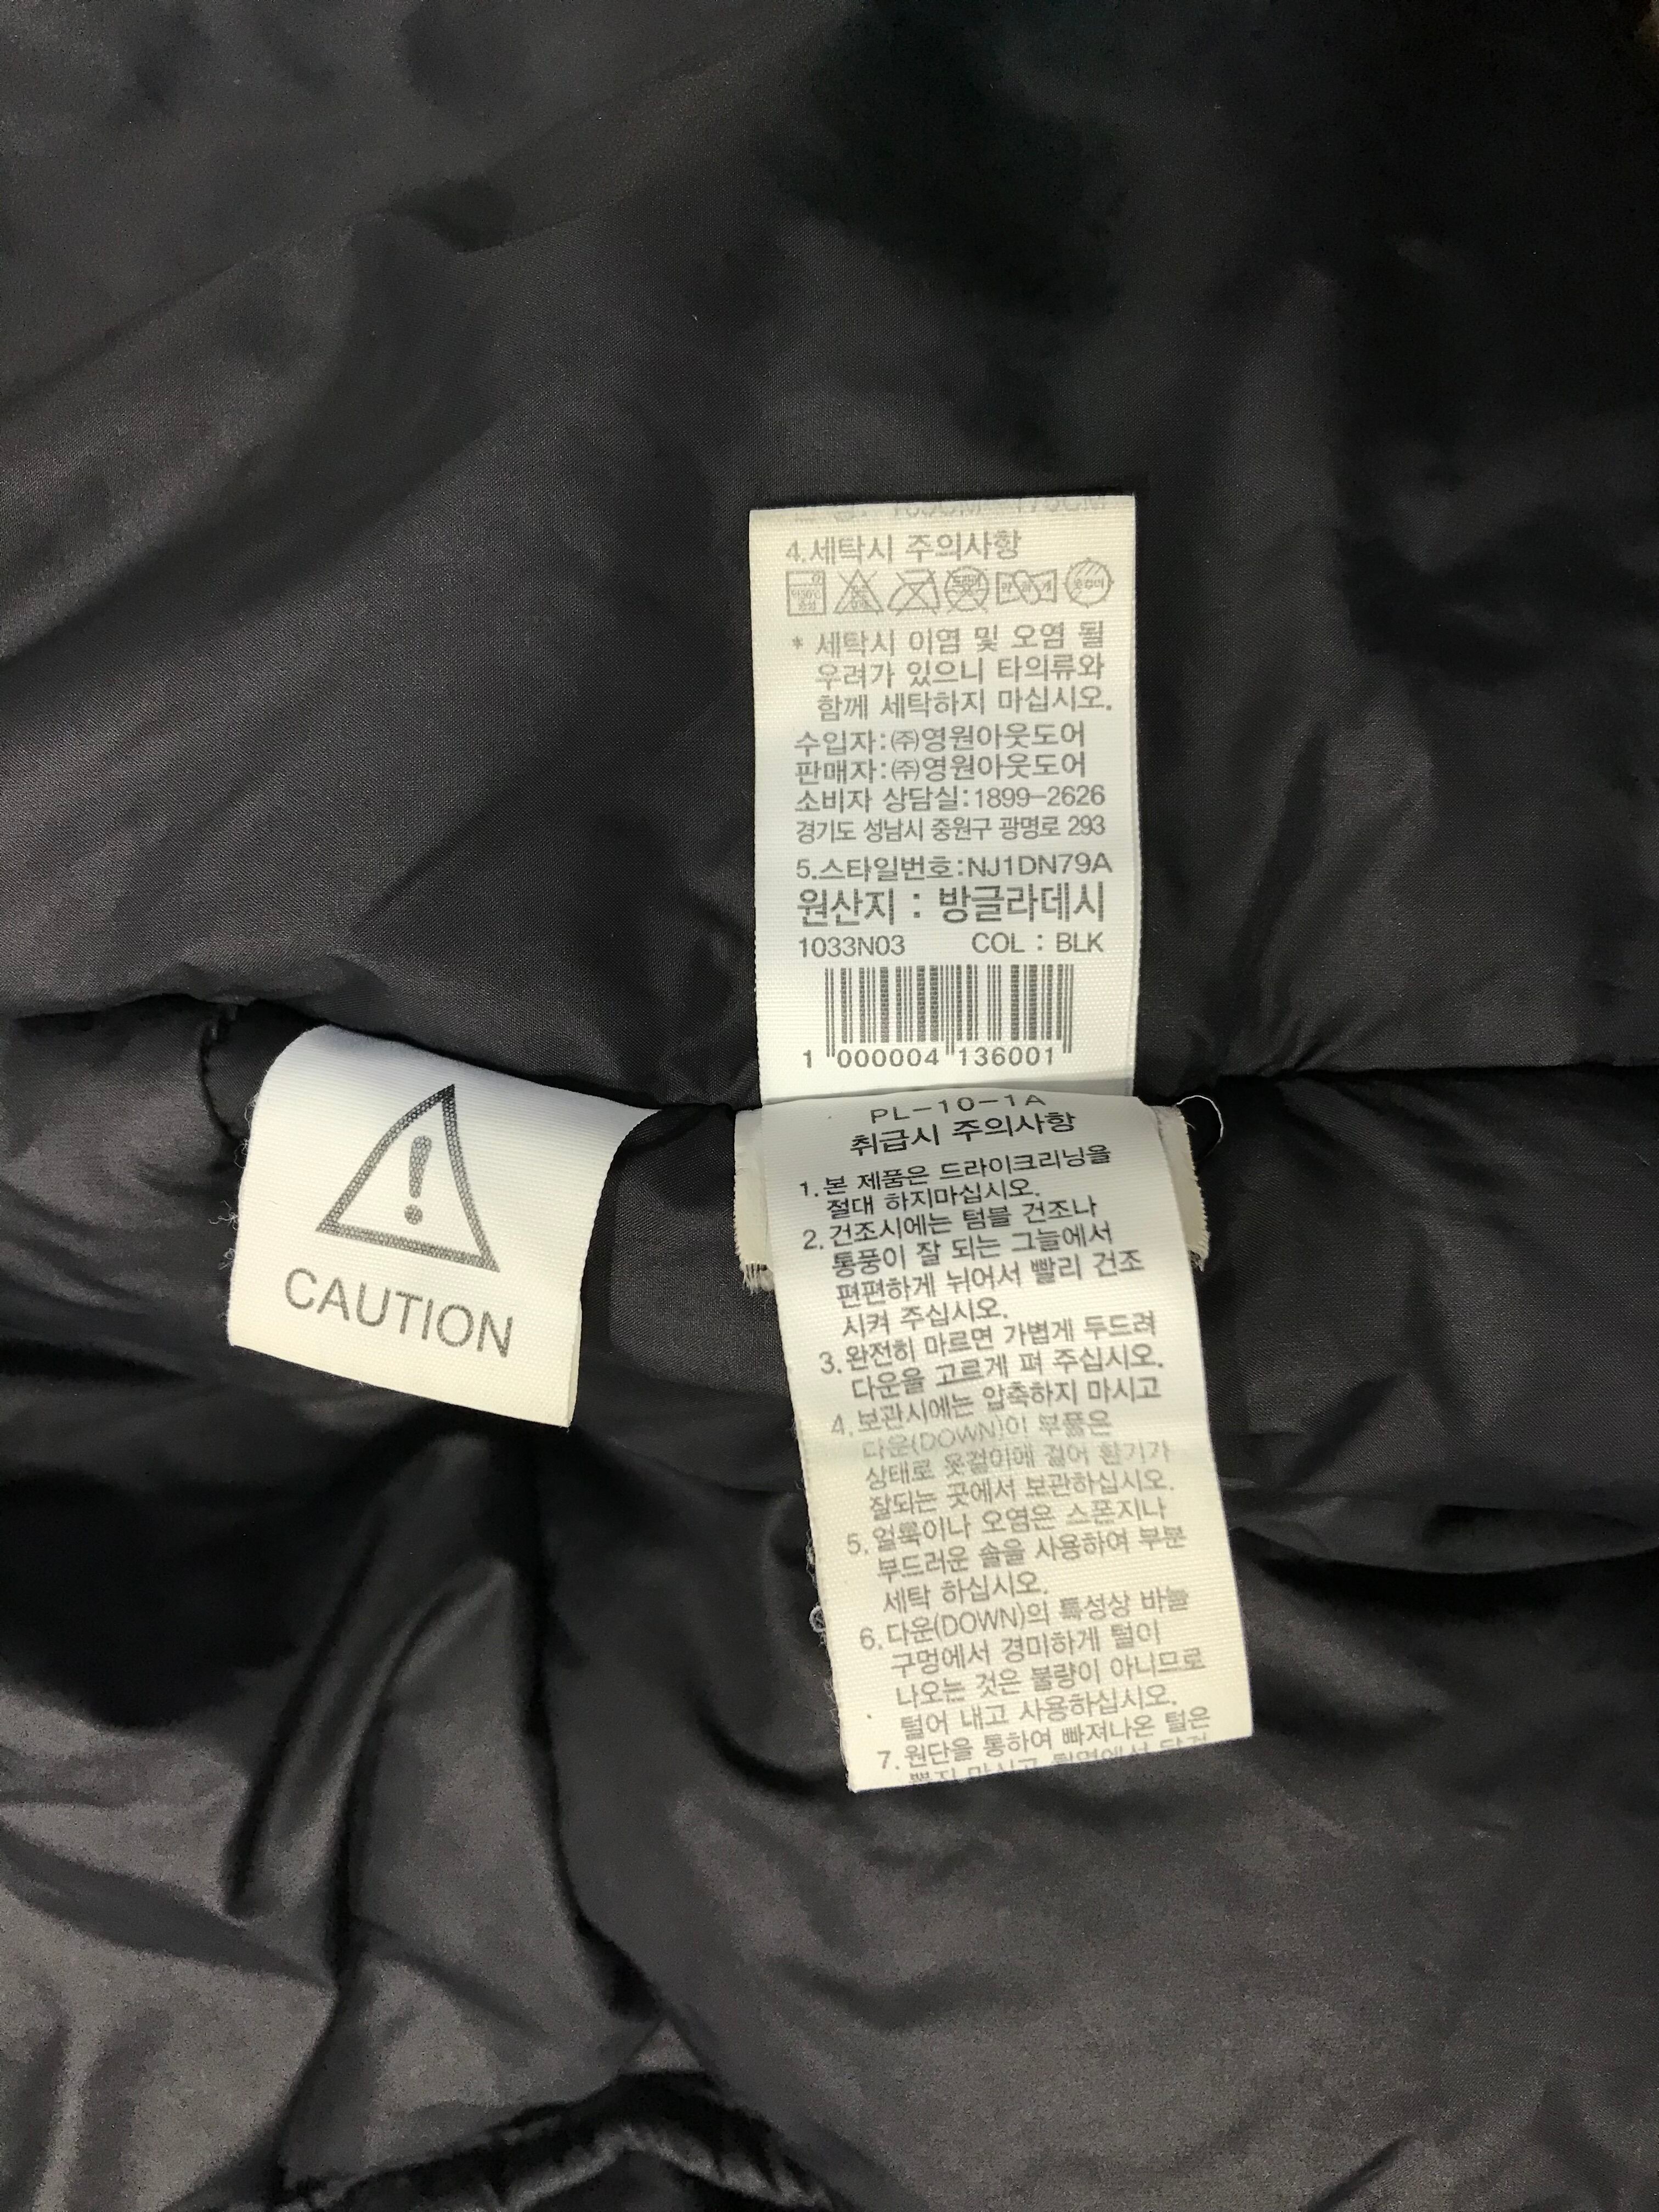 4.세탁시 주의사항
* 세탁시 이염 및 오염 될
우려가 있으니 타의류와
함께 세탁하지 마십시오.
수입자:㈜영원아웃도어
판매자:㈜영원아웃도어
소비자 상담실:1899-2626
경기도 성남시 중원구 광명로 293
5.스타일번호:NJ1DN79A
원산지 : 방글라데시
1033N03 COL : BLK
1 000004 136001
CAUTION
PL-10-1A
취급시 주의사항
1. 본 제품은 드라이크리닝을
절대 하지마십시오.
2. 건조시에는 텀블 건조나
통풍이 잘 되는 그늘에서
편편하게 뉘어서 빨리 건조
시켜 주십시오.
3. 완전히 마르면 가볍게 두드려
다운을 고르게 펴 주십시오.
4. 보관시에는 압축하지 마시고
다운(DOWN)이 부풀은
상태로 옷걸이에 걸어 환기가
잘되는 곳에서 보관하십시오.
5. 얼룩이나 오염은 스폰지나
부드러운 솔을 사용하여 부분
세탁 하십시오.
6. 다운(DOWN)의 특성상 바늘
구멍에서 경미하게 털이
나오는 것은 불량이 아니므로
털어 내고 사용하십시오.
7. 원단을 통하여 빠져나온 털은